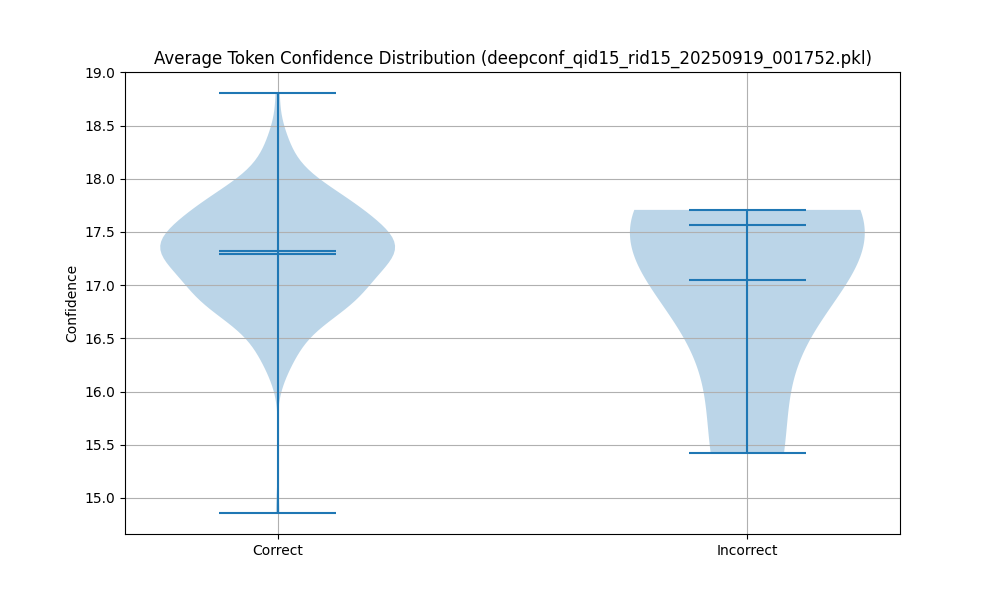 Average Token Confidence Distribution (deepconf_qid15_rid15_20250919_001752.pkl)
19.0
18.5
18.0
17.5
17.0
16.5
16.0
15.5
15.0
Confidence
Correct
Incorrect